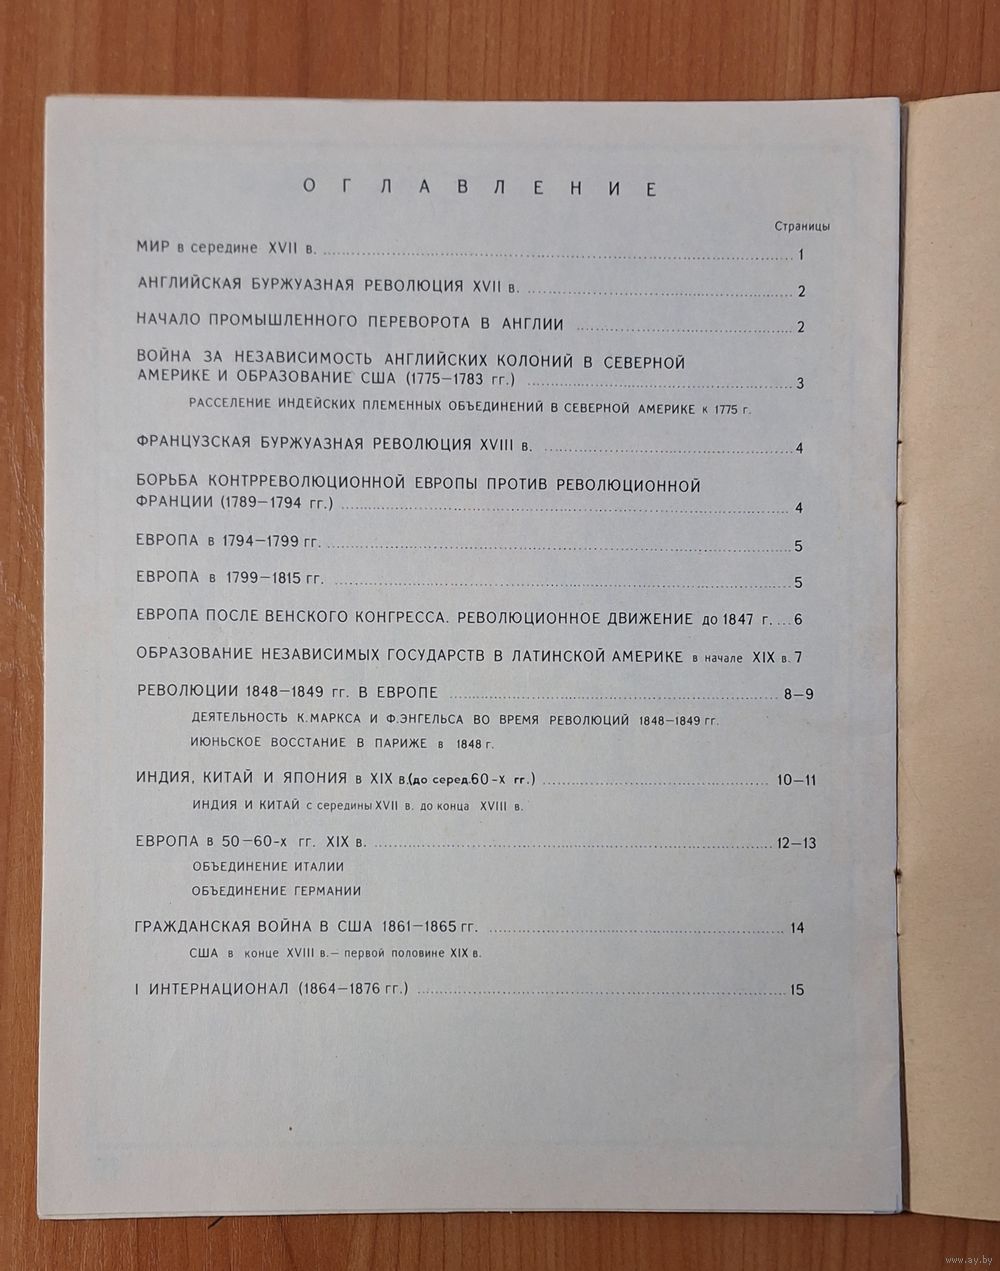 ОГЛАВЛЕНИЕ
Страницы
МИР в середине XVII в. 1
АНГЛИЙСКАЯ БУРЖУАЗНАЯ РЕВОЛЮЦИЯ XVII в. 2
НАЧАЛО ПРОМЫШЛЕННОГО ПЕРЕВОРОТА В АНГЛИИ 2
ВОЙНА ЗА НЕЗАВИСИМОСТЬ АНГЛИЙСКИХ КОЛОНИЙ В СЕВЕРНОЙ
АМЕРИКЕ И ОБРАЗОВАНИЕ США (1775–1783 гг.) 3
РАССЕЛЕНИЕ ИНДЕЙСКИХ ПЛЕМЕННЫХ ОБЪЕДИНЕНИЙ В СЕВЕРНОЙ АМЕРИКЕ к 1775 г.
ФРАНЦУЗСКАЯ БУРЖУАЗНАЯ РЕВОЛЮЦИЯ XVIII в. 4
БОРЬБА КОНТРРЕВОЛЮЦИОННОЙ ЕВРОПЫ ПРОТИВ РЕВОЛЮЦИОННОЙ
ФРАНЦИИ (1789–1794 гг.) 4
ЕВРОПА в 1794–1799 гг. 5
ЕВРОПА в 1799–1815 гг. 5
ЕВРОПА ПОСЛЕ ВЕНСКОГО КОНГРЕССА. РЕВОЛЮЦИОННОЕ ДВИЖЕНИЕ до 1847 г. ...6
ОБРАЗОВАНИЕ НЕЗАВИСИМЫХ ГОСУДАРСТВ В ЛАТИНСКОЙ АМЕРИКЕ в начале XIX в. 7
РЕВОЛЮЦИИ 1848–1849 гг. В ЕВРОПЕ 8–9
ДЕЯТЕЛЬНОСТЬ К.МАРКСА И Ф.ЭНГЕЛЬСА ВО ВРЕМЯ РЕВОЛЮЦИЙ 1848–1849 гг.
ИЮНЬСКОЕ ВОССТАНИЕ В ПАРИЖЕ в 1848 г.
ИНДИЯ, КИТАЙ И ЯПОНИЯ в XIX в.(до серед.60-х гг.) 10–11
ИНДИЯ И КИТАЙ с середины XVII в. до конца XVIII в.
ЕВРОПА в 50–60-х гг. XIX в. 12–13
ОБЪЕДИНЕНИЕ ИТАЛИИ
ОБЪЕДИНЕНИЕ ГЕРМАНИИ
ГРАЖДАНСКАЯ ВОЙНА В США 1861–1865 гг. 14
США в конце XVIII в.– первой половине XIX в.
I ИНТЕРНАЦИОНАЛ (1864–1876 гг.) 15
www.ay.by